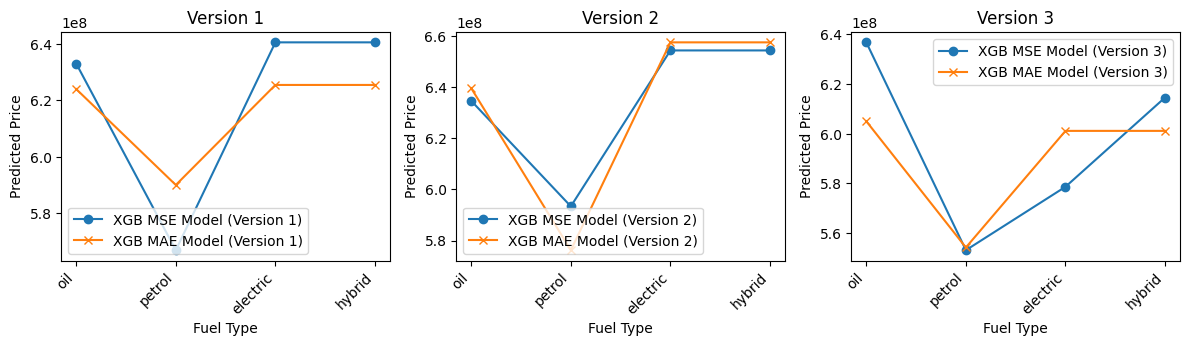 Version 1
1e8
6.4
6.2
6.0
5.8
Predicted Price
XGB MSE Model (Version 1)
XGB MAE Model (Version 1)
oil
petrol
electric
hybrid
Fuel Type
Version 2
1e8
6.6
6.4
6.2
6.0
5.8
Predicted Price
XGB MSE Model (Version 2)
XGB MAE Model (Version 2)
oil
petrol
electric
hybrid
Fuel Type
Version 3
1e8
6.4
6.2
6.0
5.8
5.6
Predicted Price
XGB MSE Model (Version 3)
XGB MAE Model (Version 3)
oil
petrol
electric
hybrid
Fuel Type